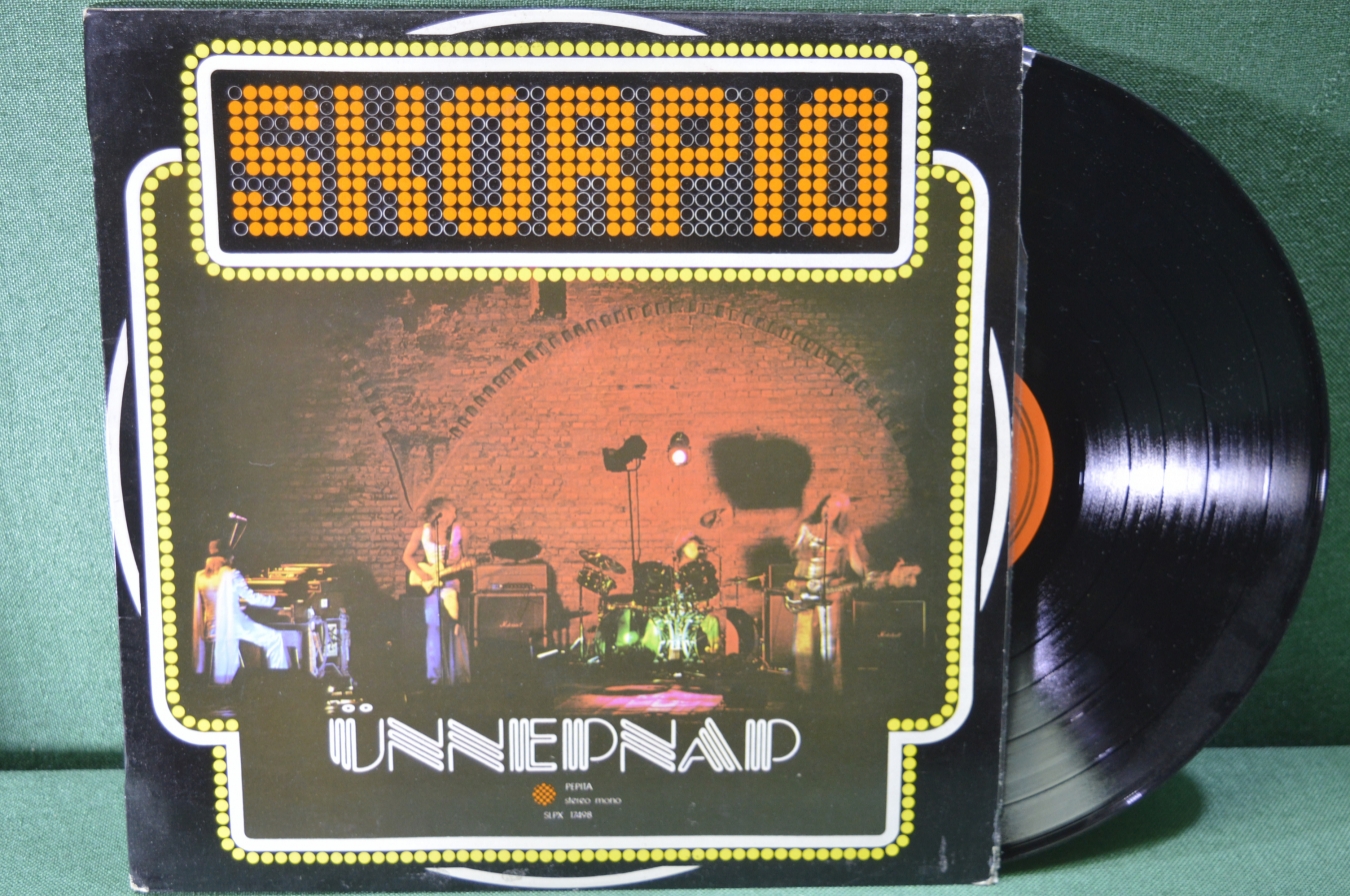 SKORPIO
ÜNNEPNAP
PEPITA
stereo mono
SLPX 17498